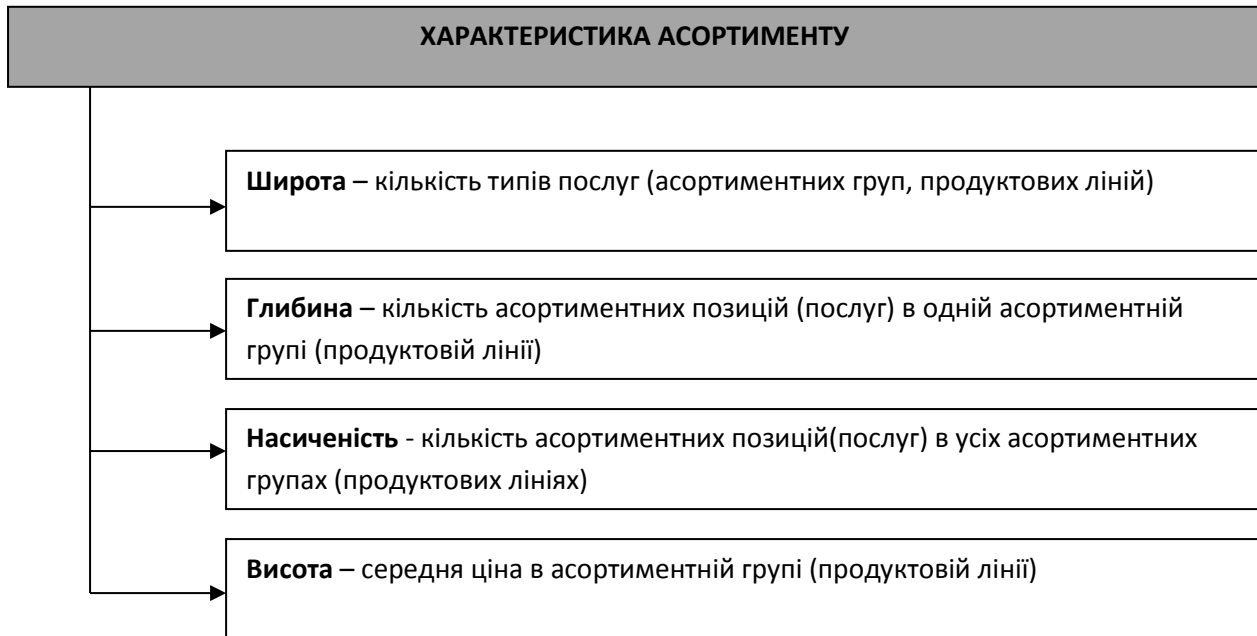 ХАРАКТЕРИСТИКА АСОРТИМЕНТУ
Широта – кількість типів послуг (асортиментних груп, продуктових ліній)
Глибина – кількість асортиментних позицій (послуг) в одній асортиментній
групі (продуктовій лінії)
Насиченість - кількість асортиментних позицій(послуг) в усіх асортиментних
групах (продуктових лініях)
Висота – середня ціна в асортиментній групі (продуктовій лінії)